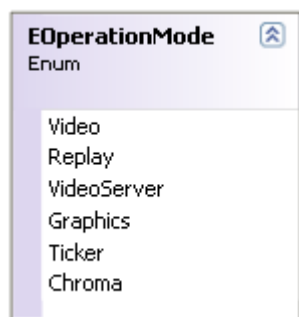 EOperationMode
Enum
Video
Replay
VideoServer
Graphics
Ticker
Chroma